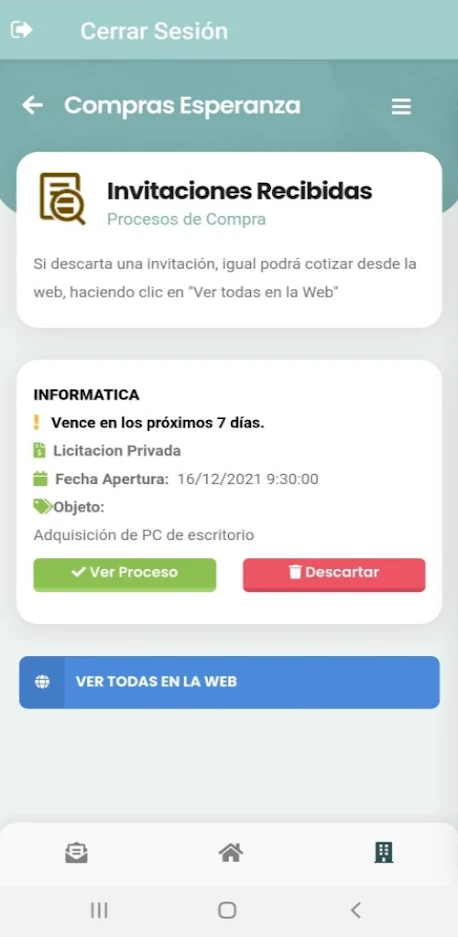 Cerrar Sesión
Compras Esperanza
Invitaciones Recibidas
Procesos de Compra
Si descarta una invitación, igual podrá cotizar desde la
web, haciendo clic en "Ver todas en la Web"
INFORMATICA
Vence en los próximos 7 días.
Licitacion Privada
Fecha Apertura: 16/12/2021 9:30:00
Objeto:
Adquisición de PC de escritorio
Ver Proceso
Descartar
VER TODAS EN LA WEB